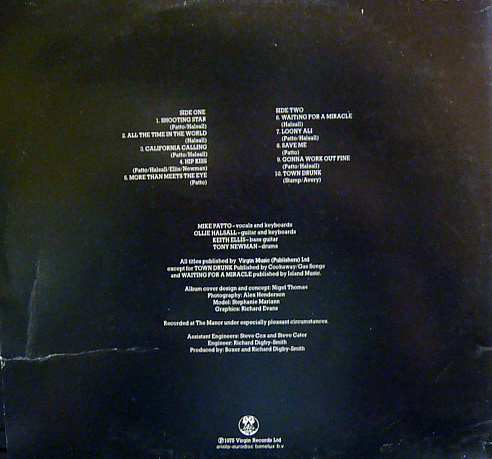 SIDE ONE
1. SHOOTING STAR
(Patto/Halsall)
2. ALL THE TIME IN THE WORLD
(Halsall)
3. CALIFORNIA CALLING
(Patto/Halsall)
4. HIP KISS
(Patto/Halsall/Ellis/Newman)
5. MORE THAN MEETS THE EYE
(Patto)
SIDE TWO
6. WAITING FOR A MIRACLE
(Halsall)
7. LOONY ALI
(Patto/Halsall)
8. SAVE ME
(Patto)
9. GONNA WORK OUT FINE
(Patto/Halsall)
10. TOWN DRUNK
(Stamp/Avery)
MIKE PATTO–vocals and keyboards
OLLIE HALSALL–guitar and keyboards
KEITH ELLIS–bass guitar
TONY NEWMAN–drums
All titles published by Virgin Music (Publishers) Ltd
except for TOWN DRUNK Published by Cookaway/Gas Songs
and WAITING FOR A MIRACLE published by Island Music.
Album cover design and concept: Nigel Thomas
Photography: Alex Henderson
Model: Stephanie Mariann
Graphics: Richard Evans
Recorded at The Manor under especially pleasant circumstances.
Assistant Engineers: Steve Cox and Steve Cater
Engineer: Richard Digby-Smith
Produced by: Boxer and Richard Digby-Smith
℗ 1975 Virgin Records Ltd
ariola-eurodisc benelux b.v